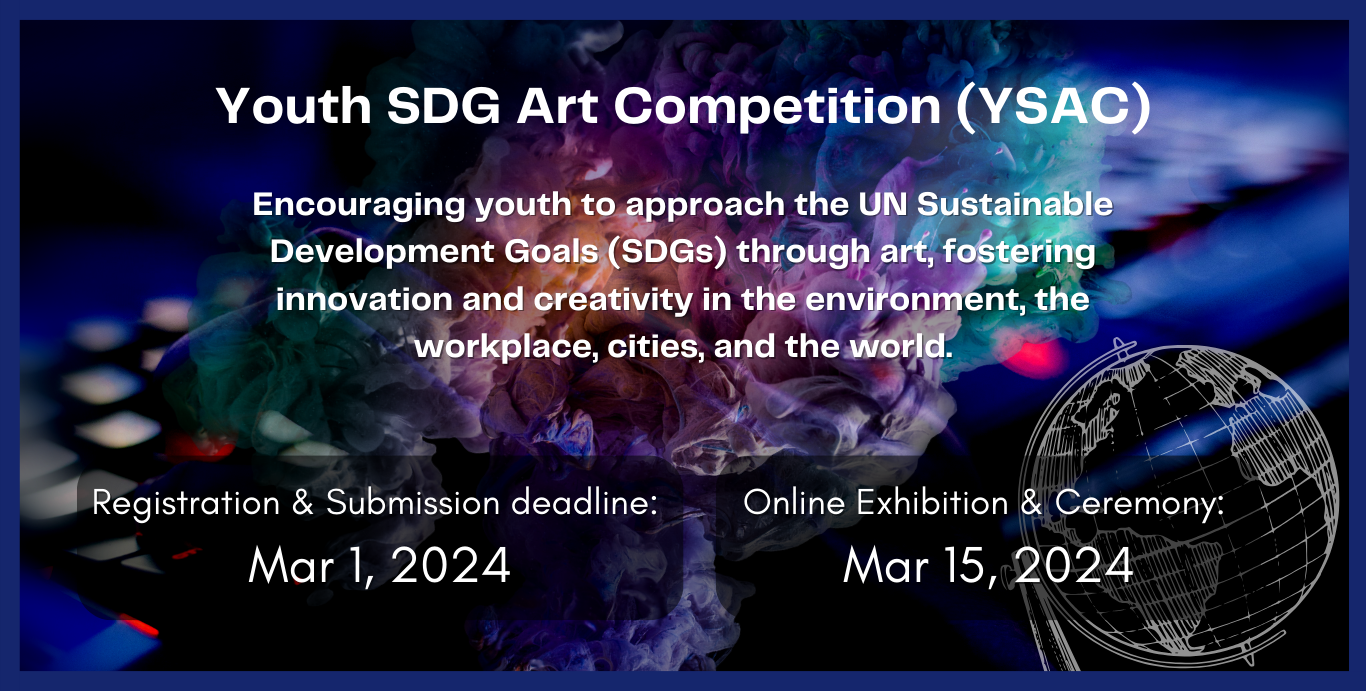 Youth SDG Art Competition (YSAC)
Encouraging youth to approach the UN Sustainable
Development Goals (SDGs) through art, fostering
innovation and creativity in the environment, the
workplace, cities, and the world.
Registration & Submission deadline:
Mar 1, 2024
Online Exhibition & Ceremony:
Mar 15, 2024